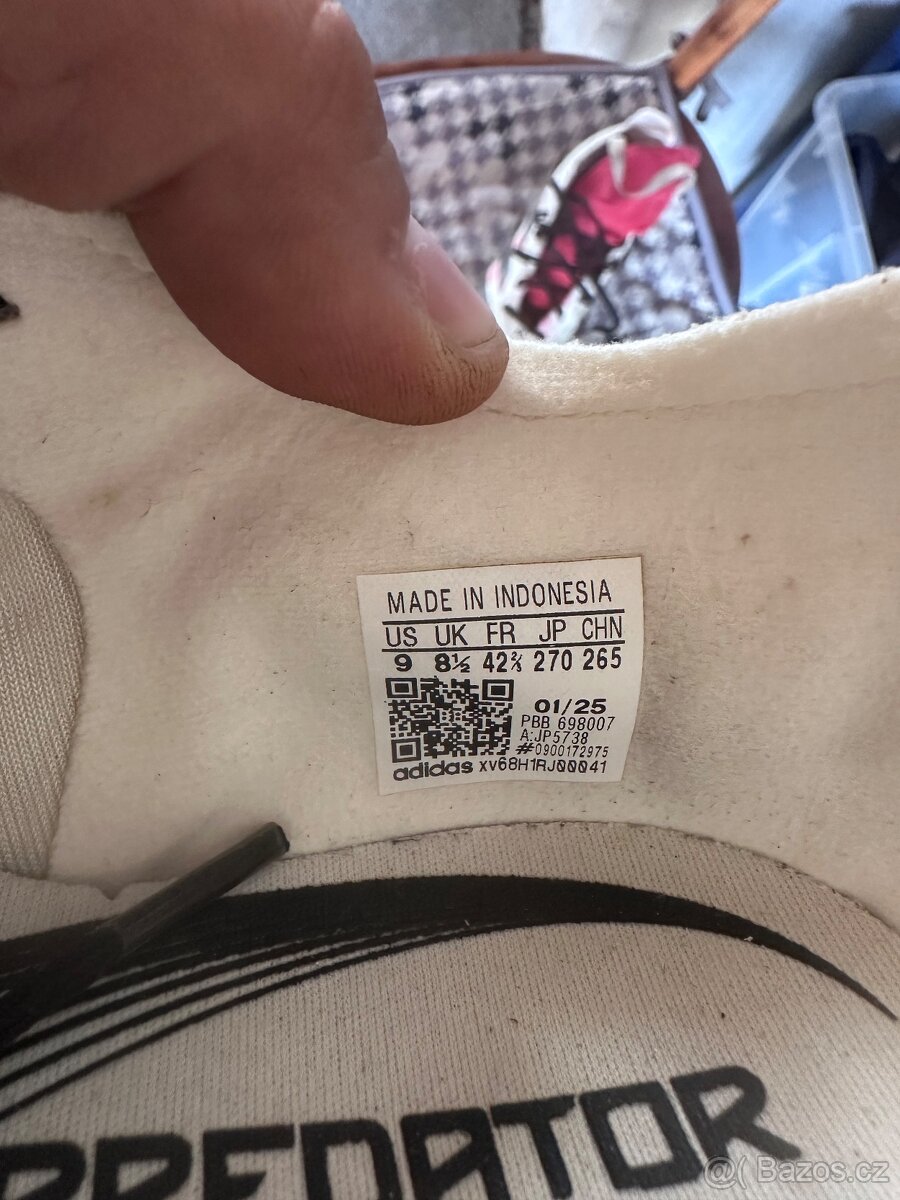 MADE IN INDONESIA
US UK FR JP CHN
9 8½ 42⅔ 270 265
01/25
PBB 698007
A:JP5738
#0900172975
adidas xv68H1RJ00041
PREDATOR
@( Bazos.cz